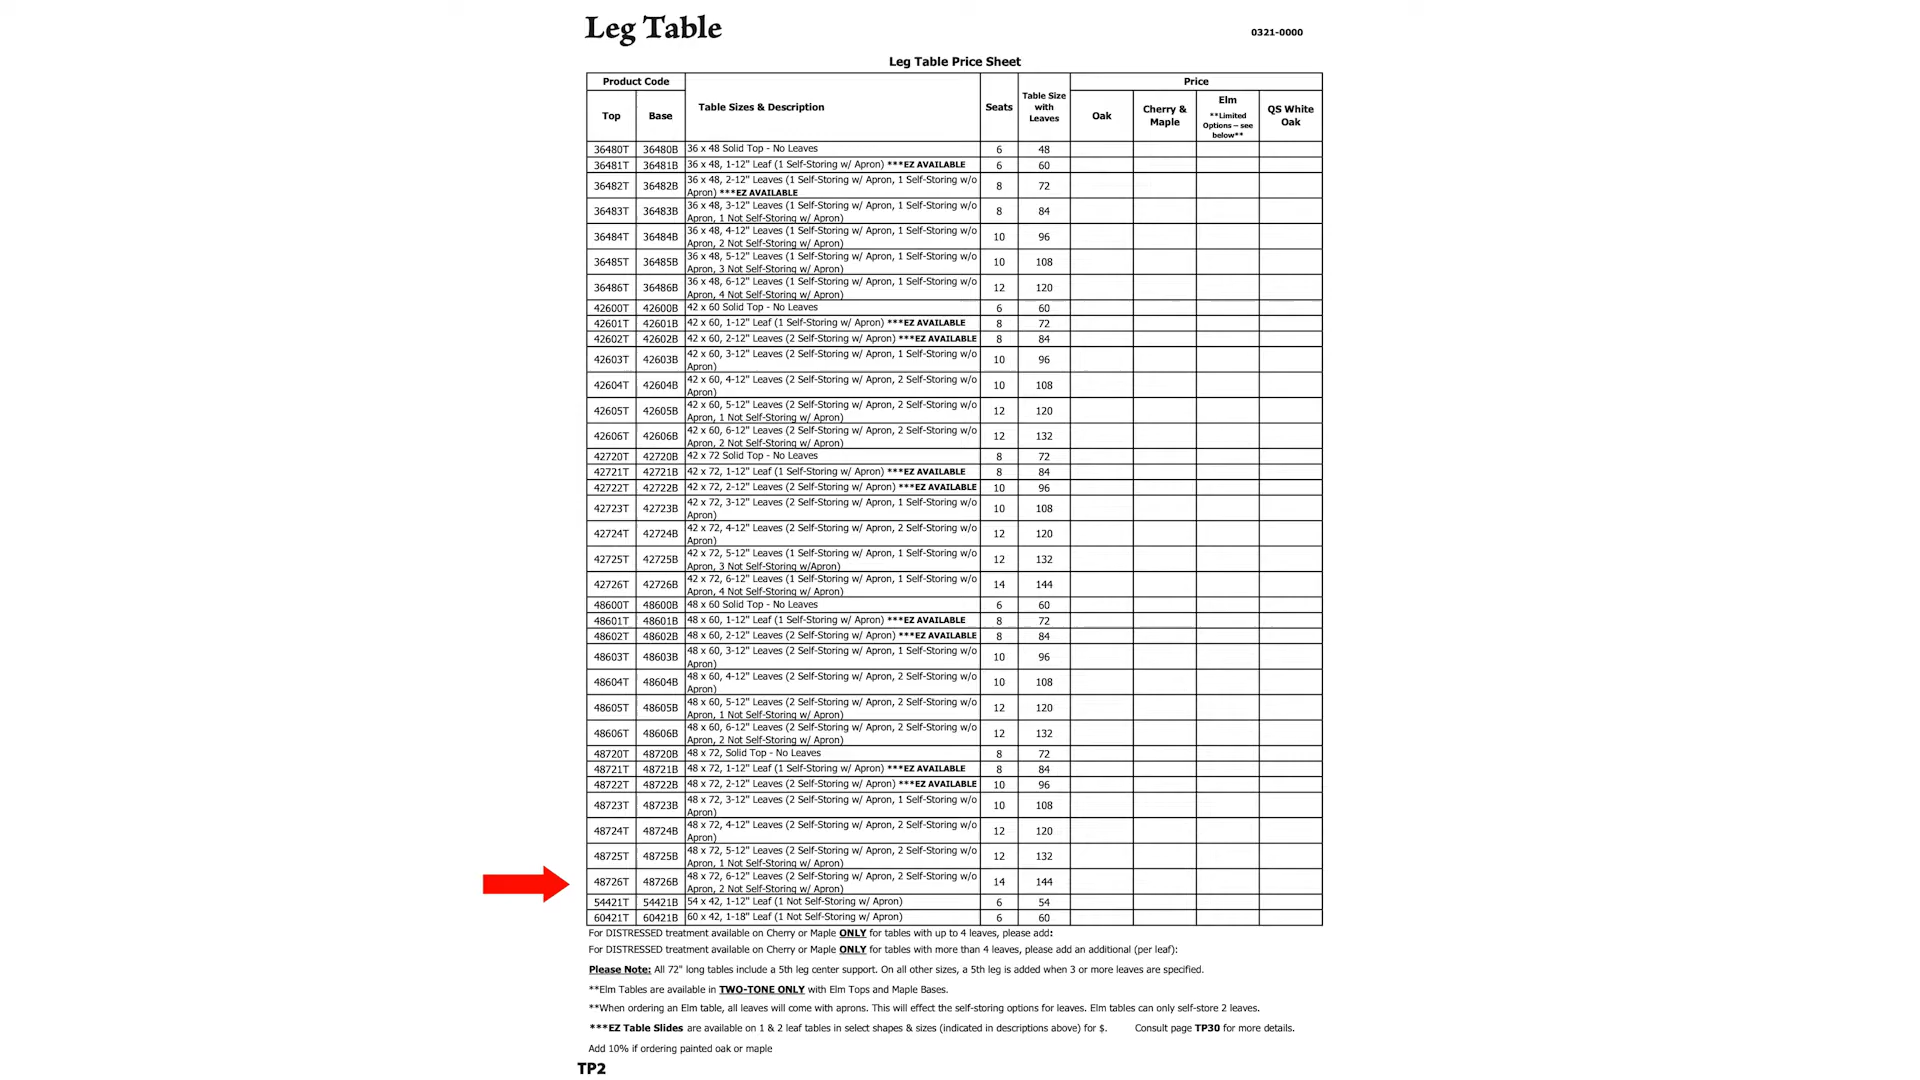 Leg Table
0321-0000
Leg Table Price Sheet
Product Code
Price
Top
Base
Table Sizes & Description
Seats
Table Size
with
Leaves
Oak
Cherry &
Maple
Elm
**Limited
Options – see
below**
QS White
Oak
36480T 36480B 36 x 48 Solid Top - No Leaves 6 48
36481T 36481B 36 x 48, 1-12" Leaf (1 Self-Storing w/ Apron) ***EZ AVAILABLE 6 60
36482T 36482B 36 x 48, 2-12" Leaves (1 Self-Storing w/ Apron, 1 Self-Storing w/o
Apron) ***EZ AVAILABLE 8 72
36483T 36483B 36 x 48, 3-12" Leaves (1 Self-Storing w/ Apron, 1 Self-Storing w/o
Apron, 1 Not Self-Storing w/ Apron) 8 84
36484T 36484B 36 x 48, 4-12" Leaves (1 Self-Storing w/ Apron, 1 Self-Storing w/o
Apron, 2 Not Self-Storing w/ Apron) 10 96
36485T 36485B 36 x 48, 5-12" Leaves (1 Self-Storing w/ Apron, 1 Self-Storing w/o
Apron, 3 Not Self-Storing w/ Apron) 10 108
36486T 36486B 36 x 48, 6-12" Leaves (1 Self-Storing w/ Apron, 1 Self-Storing w/o
Apron, 4 Not Self-Storing w/ Apron) 12 120
42600T 42600B 42 x 60 Solid Top - No Leaves 6 60
42601T 42601B 42 x 60, 1-12" Leaf (1 Self-Storing w/ Apron) ***EZ AVAILABLE 8 72
42602T 42602B 42 x 60, 2-12" Leaves (2 Self-Storing w/ Apron) ***EZ AVAILABLE 8 84
42603T 42603B 42 x 60, 3-12" Leaves (2 Self-Storing w/ Apron, 1 Self-Storing w/o
Apron) 10 96
42604T 42604B 42 x 60, 4-12" Leaves (2 Self-Storing w/ Apron, 2 Self-Storing w/o
Apron) 10 108
42605T 42605B 42 x 60, 5-12" Leaves (2 Self-Storing w/ Apron, 2 Self-Storing w/o
Apron, 1 Not Self-Storing w/ Apron) 12 120
42606T 42606B 42 x 60, 6-12" Leaves (2 Self-Storing w/ Apron, 2 Self-Storing w/o
Apron, 2 Not Self-Storing w/ Apron) 12 132
42720T 42720B 42 x 72 Solid Top - No Leaves 8 72
42721T 42721B 42 x 72, 1-12" Leaf (1 Self-Storing w/ Apron) ***EZ AVAILABLE 8 84
42722T 42722B 42 x 72, 2-12" Leaves (2 Self-Storing w/ Apron) ***EZ AVAILABLE 10 96
42723T 42723B 42 x 72, 3-12" Leaves (2 Self-Storing w/ Apron, 1 Self-Storing w/o
Apron) 10 108
42724T 42724B 42 x 72, 4-12" Leaves (2 Self-Storing w/ Apron, 2 Self-Storing w/o
Apron) 12 120
42725T 42725B 42 x 72, 5-12" Leaves (1 Self-Storing w/ Apron, 1 Self-Storing w/o
Apron, 3 Not Self-Storing w/Apron) 12 132
42726T 42726B 42 x 72, 6-12" Leaves (1 Self-Storing w/ Apron, 1 Self-Storing w/o
Apron, 4 Not Self-Storing w/ Apron) 14 144
48600T 48600B 48 x 60 Solid Top - No Leaves 6 60
48601T 48601B 48 x 60, 1-12" Leaf (1 Self-Storing w/ Apron) ***EZ AVAILABLE 8 72
48602T 48602B 48 x 60, 2-12" Leaves (2 Self-Storing w/ Apron) ***EZ AVAILABLE 8 84
48603T 48603B 48 x 60, 3-12" Leaves (2 Self-Storing w/ Apron, 1 Self-Storing w/o
Apron) 10 96
48604T 48604B 48 x 60, 4-12" Leaves (2 Self-Storing w/ Apron, 2 Self-Storing w/o
Apron) 10 108
48605T 48605B 48 x 60, 5-12" Leaves (2 Self-Storing w/ Apron, 2 Self-Storing w/o
Apron, 1 Not Self-Storing w/ Apron) 12 120
48606T 48606B 48 x 60, 6-12" Leaves (2 Self-Storing w/ Apron, 2 Self-Storing w/o
Apron, 2 Not Self-Storing w/ Apron) 12 132
48720T 48720B 48 x 72, Solid Top - No Leaves 8 72
48721T 48721B 48 x 72, 1-12" Leaf (1 Self-Storing w/ Apron) ***EZ AVAILABLE 8 84
48722T 48722B 48 x 72, 2-12" Leaves (2 Self-Storing w/ Apron) ***EZ AVAILABLE 10 96
48723T 48723B 48 x 72, 3-12" Leaves (2 Self-Storing w/ Apron, 1 Self-Storing w/o
Apron) 10 108
48724T 48724B 48 x 72, 4-12" Leaves (2 Self-Storing w/ Apron, 2 Self-Storing w/o
Apron) 12 120
48725T 48725B 48 x 72, 5-12" Leaves (2 Self-Storing w/ Apron, 2 Self-Storing w/o
Apron, 1 Not Self-Storing w/ Apron) 12 132
48726T 48726B 48 x 72, 6-12" Leaves (2 Self-Storing w/ Apron, 2 Self-Storing w/o
Apron, 2 Not Self-Storing w/ Apron) 14 144
54421T 54421B 54 x 42, 1-12" Leaf (1 Not Self-Storing w/ Apron) 6 54
60421T 60421B 60 x 42, 1-18" Leaf (1 Not Self-Storing w/ Apron) 6 60
For DISTRESSED treatment available on Cherry or Maple ONLY for tables with up to 4 leaves, please add:
For DISTRESSED treatment available on Cherry or Maple ONLY for tables with more than 4 leaves, please add an additional (per leaf):
Please Note: All 72" long tables include a 5th leg center support. On all other sizes, a 5th leg is added when 3 or more leaves are specified.
**Elm Tables are available in TWO-TONE ONLY with Elm Tops and Maple Bases.
**When ordering an Elm table, all leaves will come with aprons. This will effect the self-storing options for leaves. Elm tables can only self-store 2 leaves.
***EZ Table Slides are available on 1 & 2 leaf tables in select shapes & sizes (indicated in descriptions above) for $. Consult page TP30 for more details.
Add 10% if ordering painted oak or maple
TP2